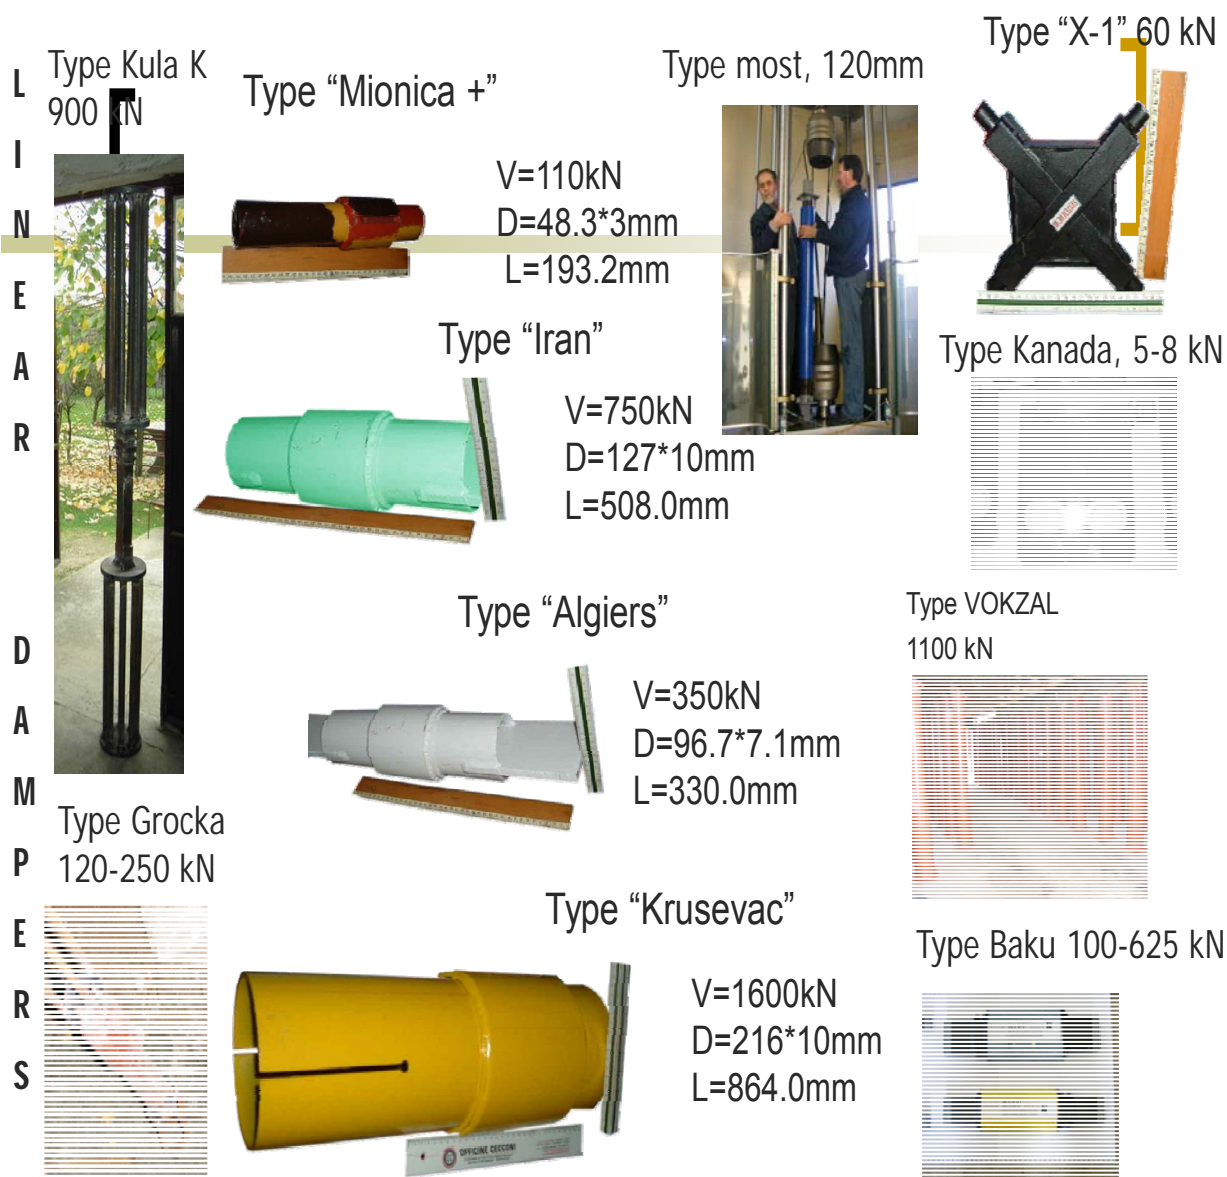 LINEAR DAMPERS
Type Kula K
900 kN
Type “Mionica +”
V=110kN
D=48.3*3mm
L=193.2mm
Type most, 120mm
Type “X-1” 60 kN
Type “Iran”
V=750kN
D=127*10mm
L=508.0mm
Type Kanada, 5-8 kN
Type “Algiers”
V=350kN
D=96.7*7.1mm
L=330.0mm
Type VOKZAL
1100 kN
Type Grocka
120-250 kN
Type “Krusevac”
V=1600kN
D=216*10mm
L=864.0mm
OFFICINE CECCONI
Type Baku 100-625 kN